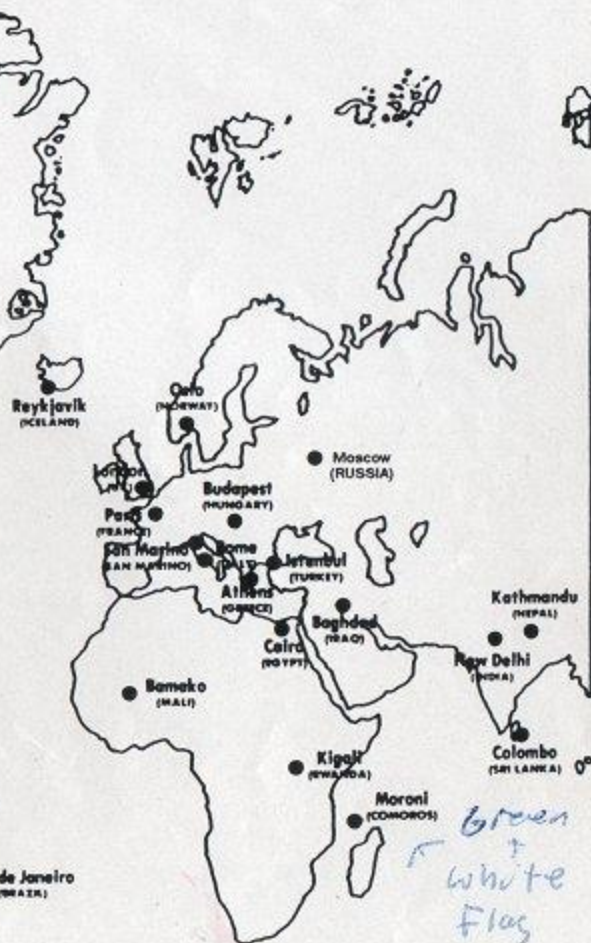 Reykjavik
(ICELAND)
Oslo
(NORWAY)
London
Moscow
(RUSSIA)
Paris
(FRANCE)
Budapest
(HUNGARY)
San Marino
(SAN MARINO)
Rome
Istanbul
(TURKEY)
Athens
(GREECE)
Baghdad
(IRAQ)
Cairo
(EGYPT)
Kathmandu
(NEPAL)
New Delhi
(INDIA)
Bamako
(MALI)
Colombo
(SRI LANKA)
Kigali
(RWANDA)
Moroni
(COMOROS)
de Janeiro
(BRAZIL)
Green
↑
white
Flag